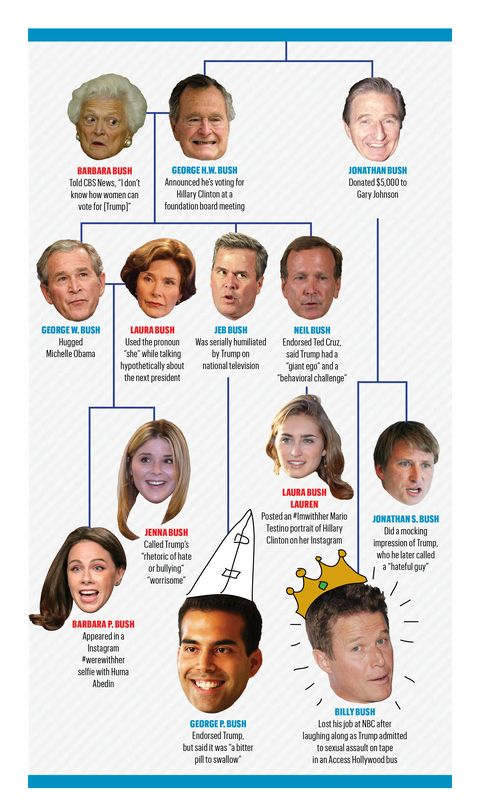 BARBARA BUSH
Told CBS News, "I don't
know how women can
vote for [Trump]"
GEORGE H.W. BUSH
Announced he's voting for
Hillary Clinton at a
foundation board meeting
JONATHAN BUSH
Donated $5,000 to
Gary Johnson
GEORGE W. BUSH
Hugged
Michelle Obama
LAURA BUSH
Used the pronoun
"she" while talking
hypothetically about
the next president
JEB BUSH
Was serially humiliated
by Trump on
national television
NEIL BUSH
Endorsed Ted Cruz,
said Trump had a
"giant ego" and a
"behavioral challenge"
JENNA BUSH
Called Trump's
"rhetoric of hate
or bullying"
"worrisome"
LAURA BUSH
LAUREN
Posted an #Imwithher Mario
Testino portrait of Hillary
Clinton on her Instagram
JONATHAN S. BUSH
Did a mocking
impression of Trump,
who he later called
a "hateful guy"
BARBARA P. BUSH
Appeared in a
Instagram
#werewithher
selfie with Huma
Abedin
GEORGE P. BUSH
Endorsed Trump,
but said it was "a bitter
pill to swallow"
BILLY BUSH
Lost his job at NBC after
laughing along as Trump admitted
to sexual assault on tape
in an Access Hollywood bus